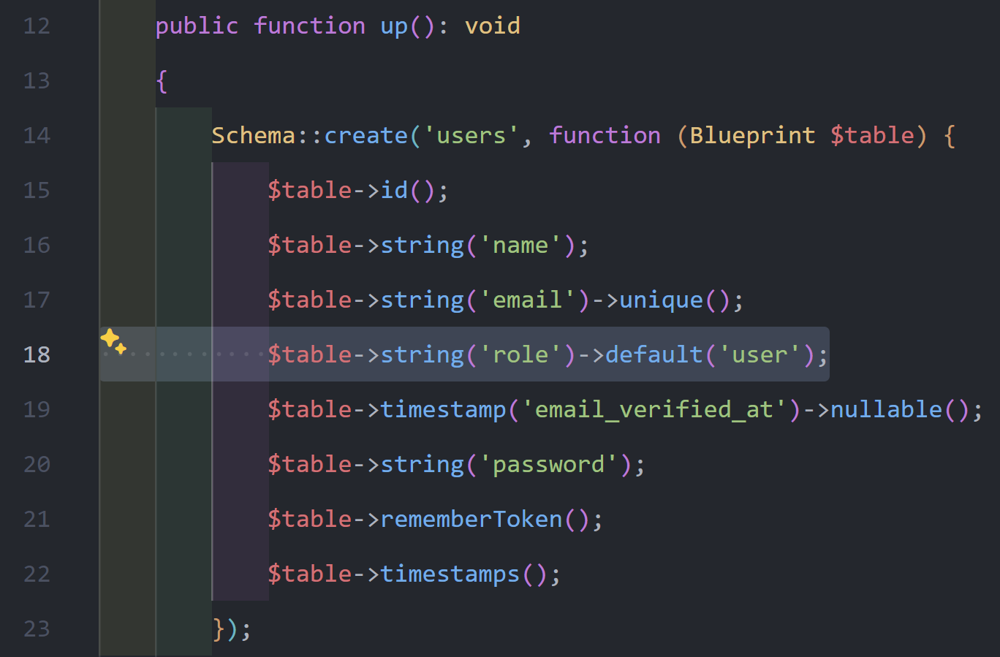 12 public function up(): void
13 {
14 Schema::create('users', function (Blueprint $table) {
15 $table->id();
16 $table->string('name');
17 $table->string('email')->unique();
18 $table->string('role')->default('user');
19 $table->timestamp('email_verified_at')->nullable();
20 $table->string('password');
21 $table->rememberToken();
22 $table->timestamps();
23 });